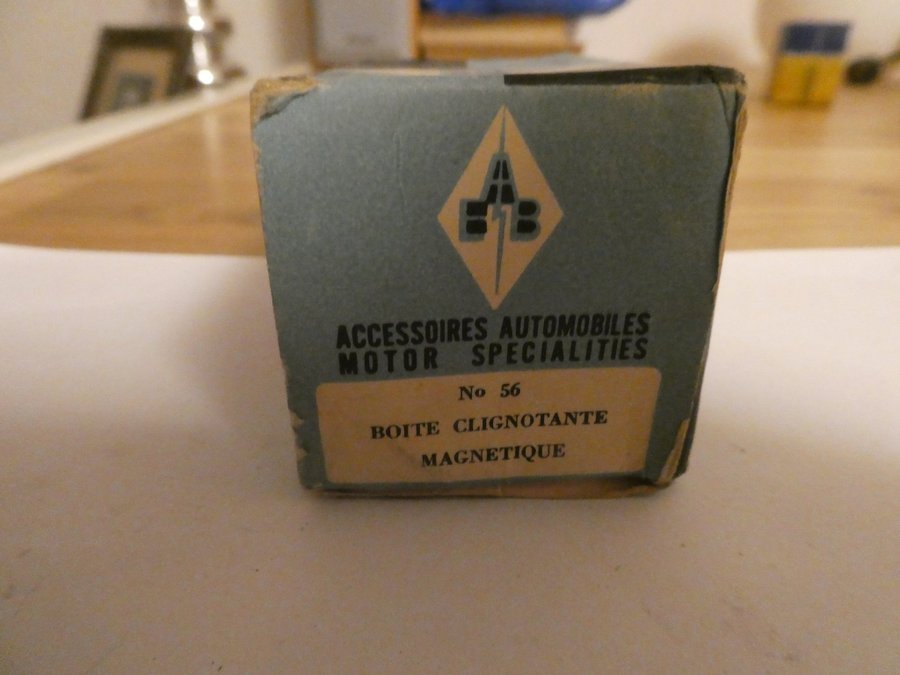 A
E B
ACCESSOIRES AUTOMOBILES
MOTOR SPECIALITIES
No 56
BOITE CLIGNOTANTE
MAGNETIQUE